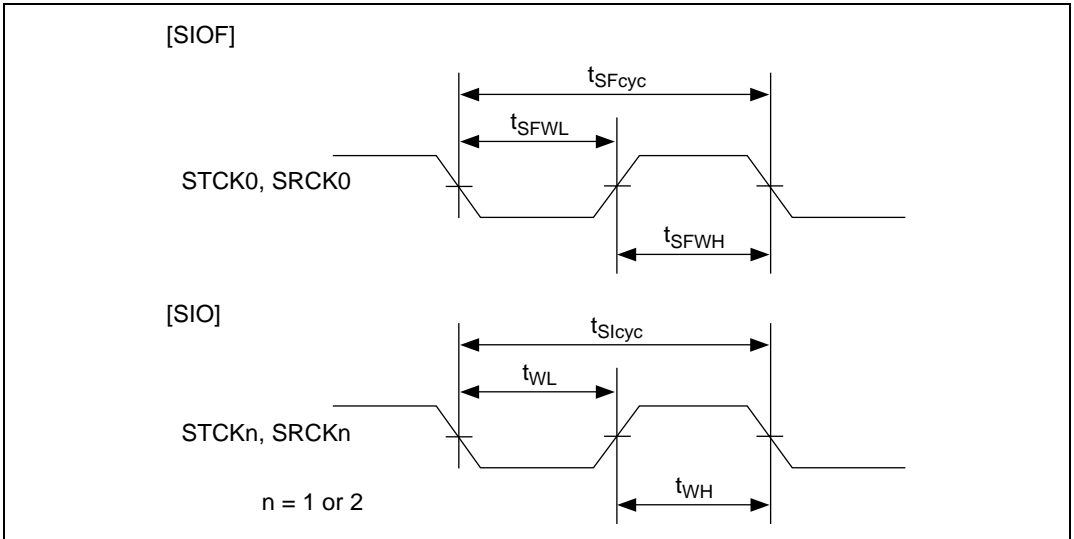 [SIOF]
tSFcyc
tSFWL
STCK0, SRCK0
tSFWH
[SIO]
tSIcyc
tWL
STCKn, SRCKn
tWH
n = 1 or 2